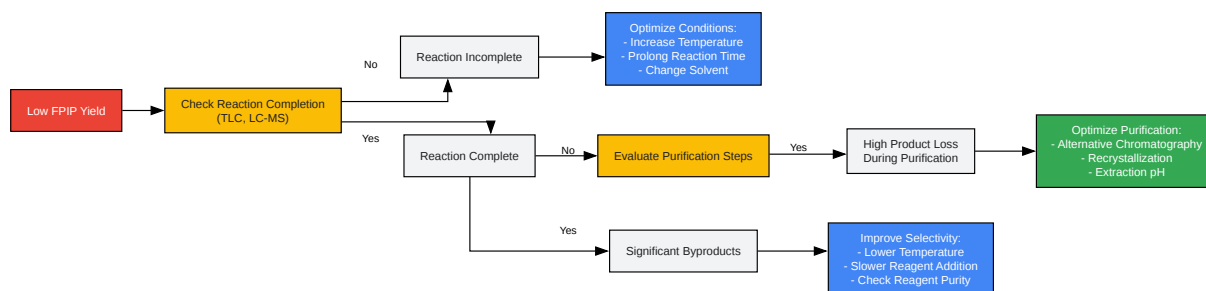 Low FPIP Yield
Check Reaction Completion
(TLC, LC-MS)
No
Reaction Incomplete
Optimize Conditions:
- Increase Temperature
- Prolong Reaction Time
- Change Solvent
Yes
Reaction Complete
No
Evaluate Purification Steps
Yes
High Product Loss
During Purification
Optimize Purification:
- Alternative Chromatography
- Recrystallization
- Extraction pH
Yes
Significant Byproducts
Improve Selectivity:
- Lower Temperature
- Slower Reagent Addition
- Check Reagent Purity